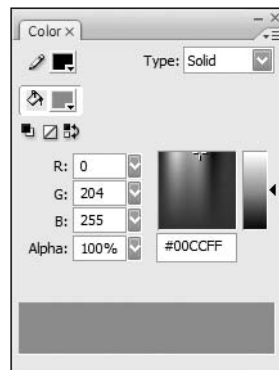 Color ×
Type: Solid
R: 0
G: 204
B: 255
Alpha: 100%
#00CCFF